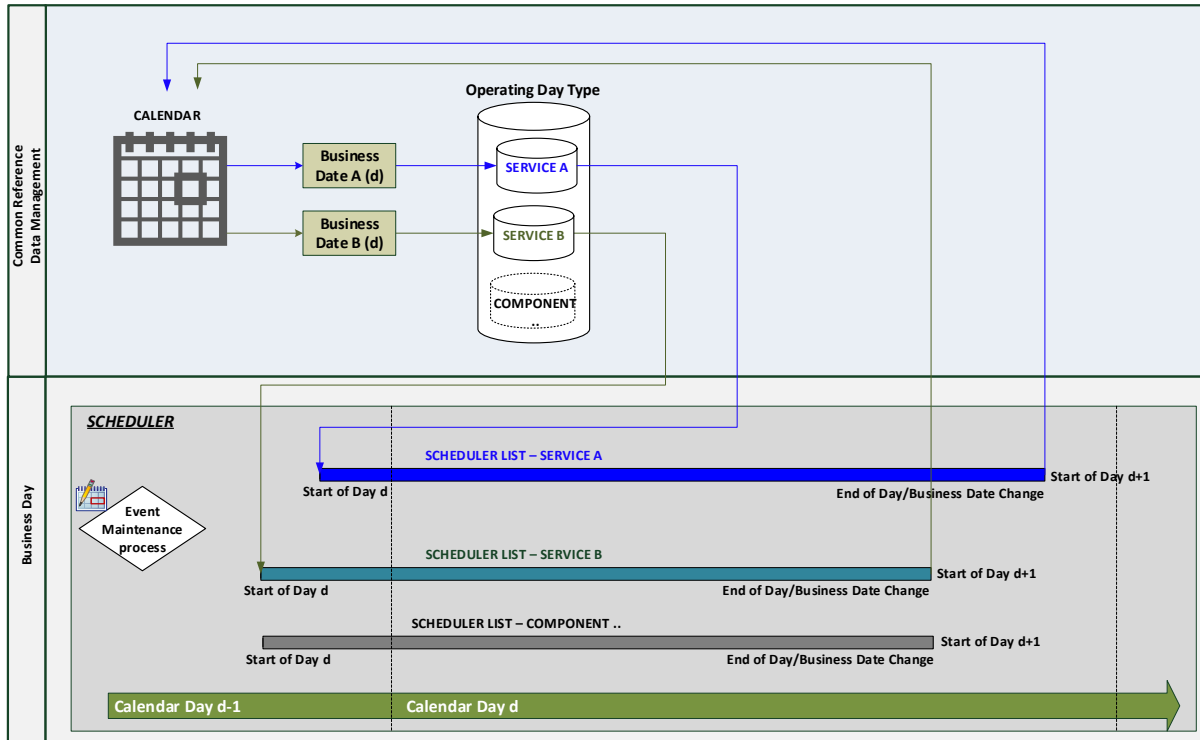 Common Reference
Data Management
CALENDAR
Operating Day Type
Business
Date A (d)
SERVICE A
Business
Date B (d)
SERVICE B
COMPONENT
..
Business Day
SCHEDULER
SCHEDULER LIST – SERVICE A
Start of Day d
End of Day/Business Date Change
Start of Day d+1
Event
Maintenance
process
SCHEDULER LIST – SERVICE B
Start of Day d
End of Day/Business Date Change
Start of Day d+1
SCHEDULER LIST – COMPONENT ..
Start of Day d
End of Day/Business Date Change
Start of Day d+1
Calendar Day d-1
Calendar Day d